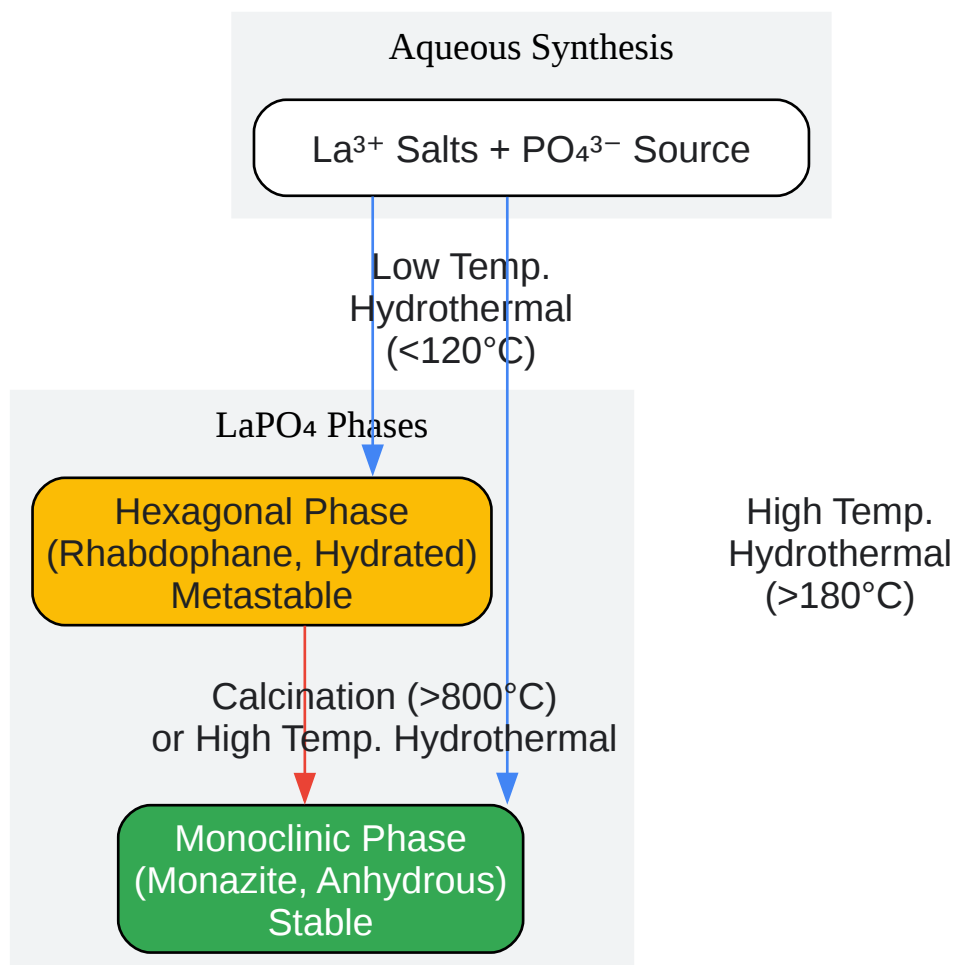 Aqueous Synthesis
La³⁺ Salts + PO₄³⁻ Source
Low Temp.
Hydrothermal
(<120°C)
LaPO₄ Phases
Hexagonal Phase
(Rhabdophane, Hydrated)
Metastable
High Temp.
Hydrothermal
(>180°C)
Calcination (>800°C)
or High Temp. Hydrothermal
Monoclinic Phase
(Monazite, Anhydrous)
Stable